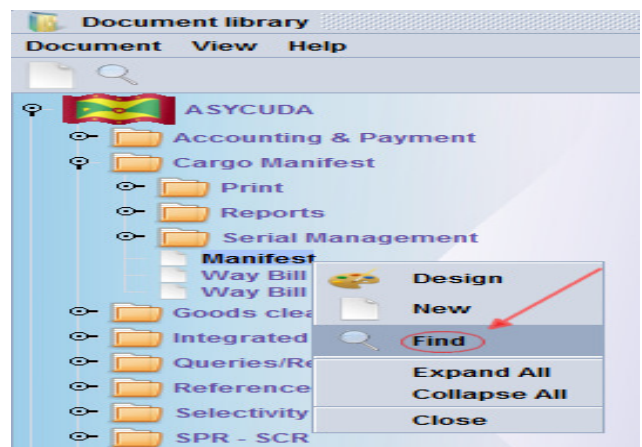 Document library
Document View Help
ASYCUDA
Accounting & Payment
Cargo Manifest
Print
Reports
Serial Management
Manifest
Way Bill
Way Bill
Goods clea
Integrated
Queries/Re
Reference
Selectivity
SPR - SCR
Design
New
Find
Expand All
Collapse All
Close